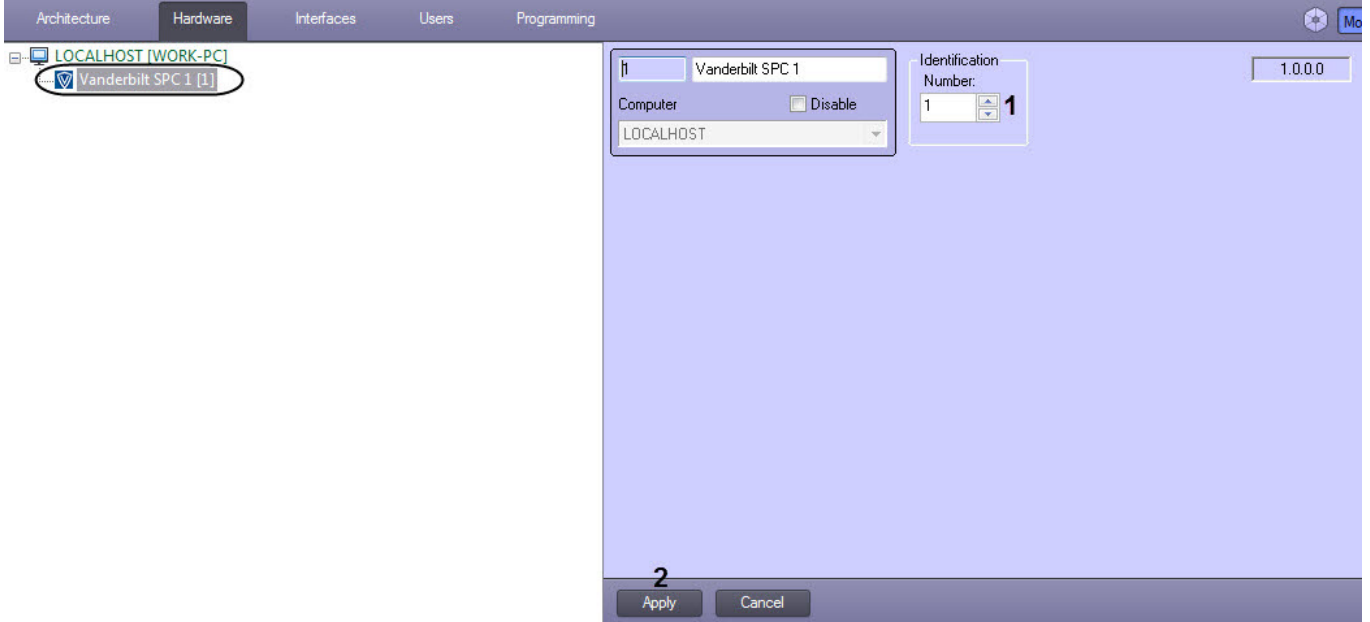 Architecture Hardware Interfaces Users Programming
LOCALHOST [WORK-PC]
Vanderbilt SPC 1 [1]
1 Vanderbilt SPC 1
Computer Disable
LOCALHOST
Identification
Number:
1 1
1.0.0.0
2
Apply Cancel